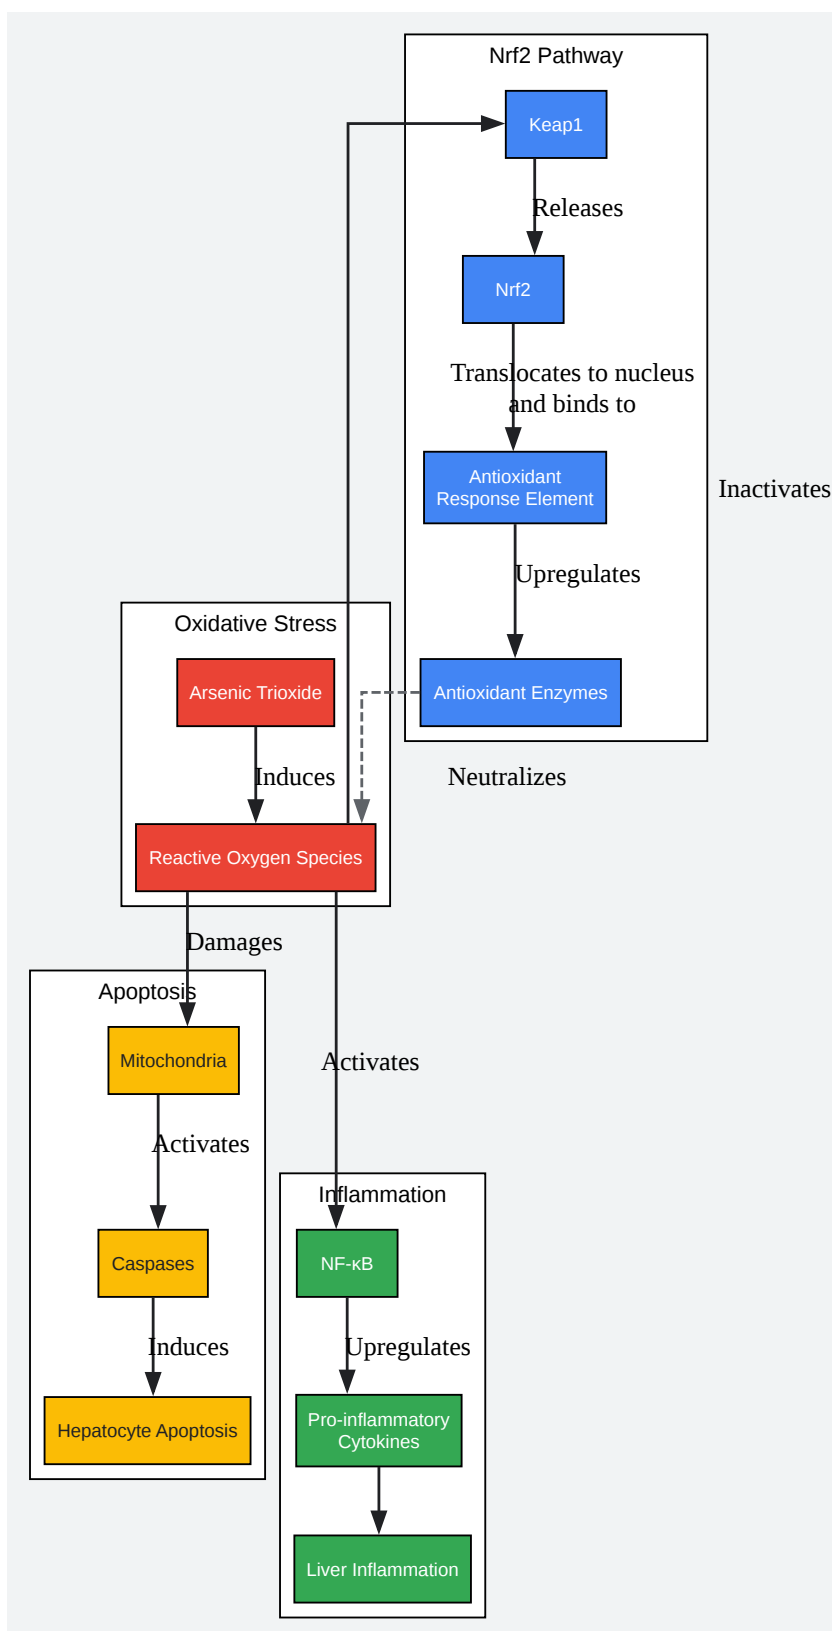 Nrf2 Pathway
Keap1
Releases
Nrf2
Translocates to nucleus
and binds to
Antioxidant
Response Element
Inactivates
Upregulates
Oxidative Stress
Arsenic Trioxide
Antioxidant Enzymes
Induces
Neutralizes
Reactive Oxygen Species
Damages
Apoptosis
Mitochondria
Activates
Activates
Inflammation
Caspases
NF-κB
Induces
Upregulates
Pro-inflammatory
Cytokines
Hepatocyte Apoptosis
Liver Inflammation